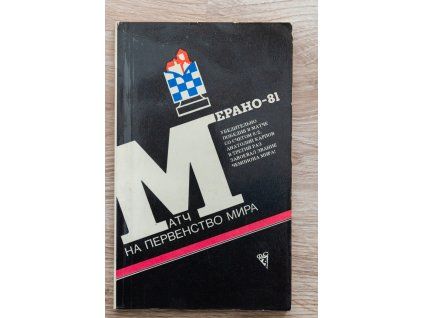 МЕРАНО-81
УБЕДИТЕЛЬНО
ПОБЕДИВ В МАТЧЕ
СО СЧЕТОМ 6:2,
АНАТОЛИЙ КАРПОВ
В ТРЕТИЙ РАЗ
ЗАВОЕВАЛ ЗВАНИЕ
ЧЕМПИОНА МИРА!
МАТЧ
НА ПЕРВЕНСТВО МИРА